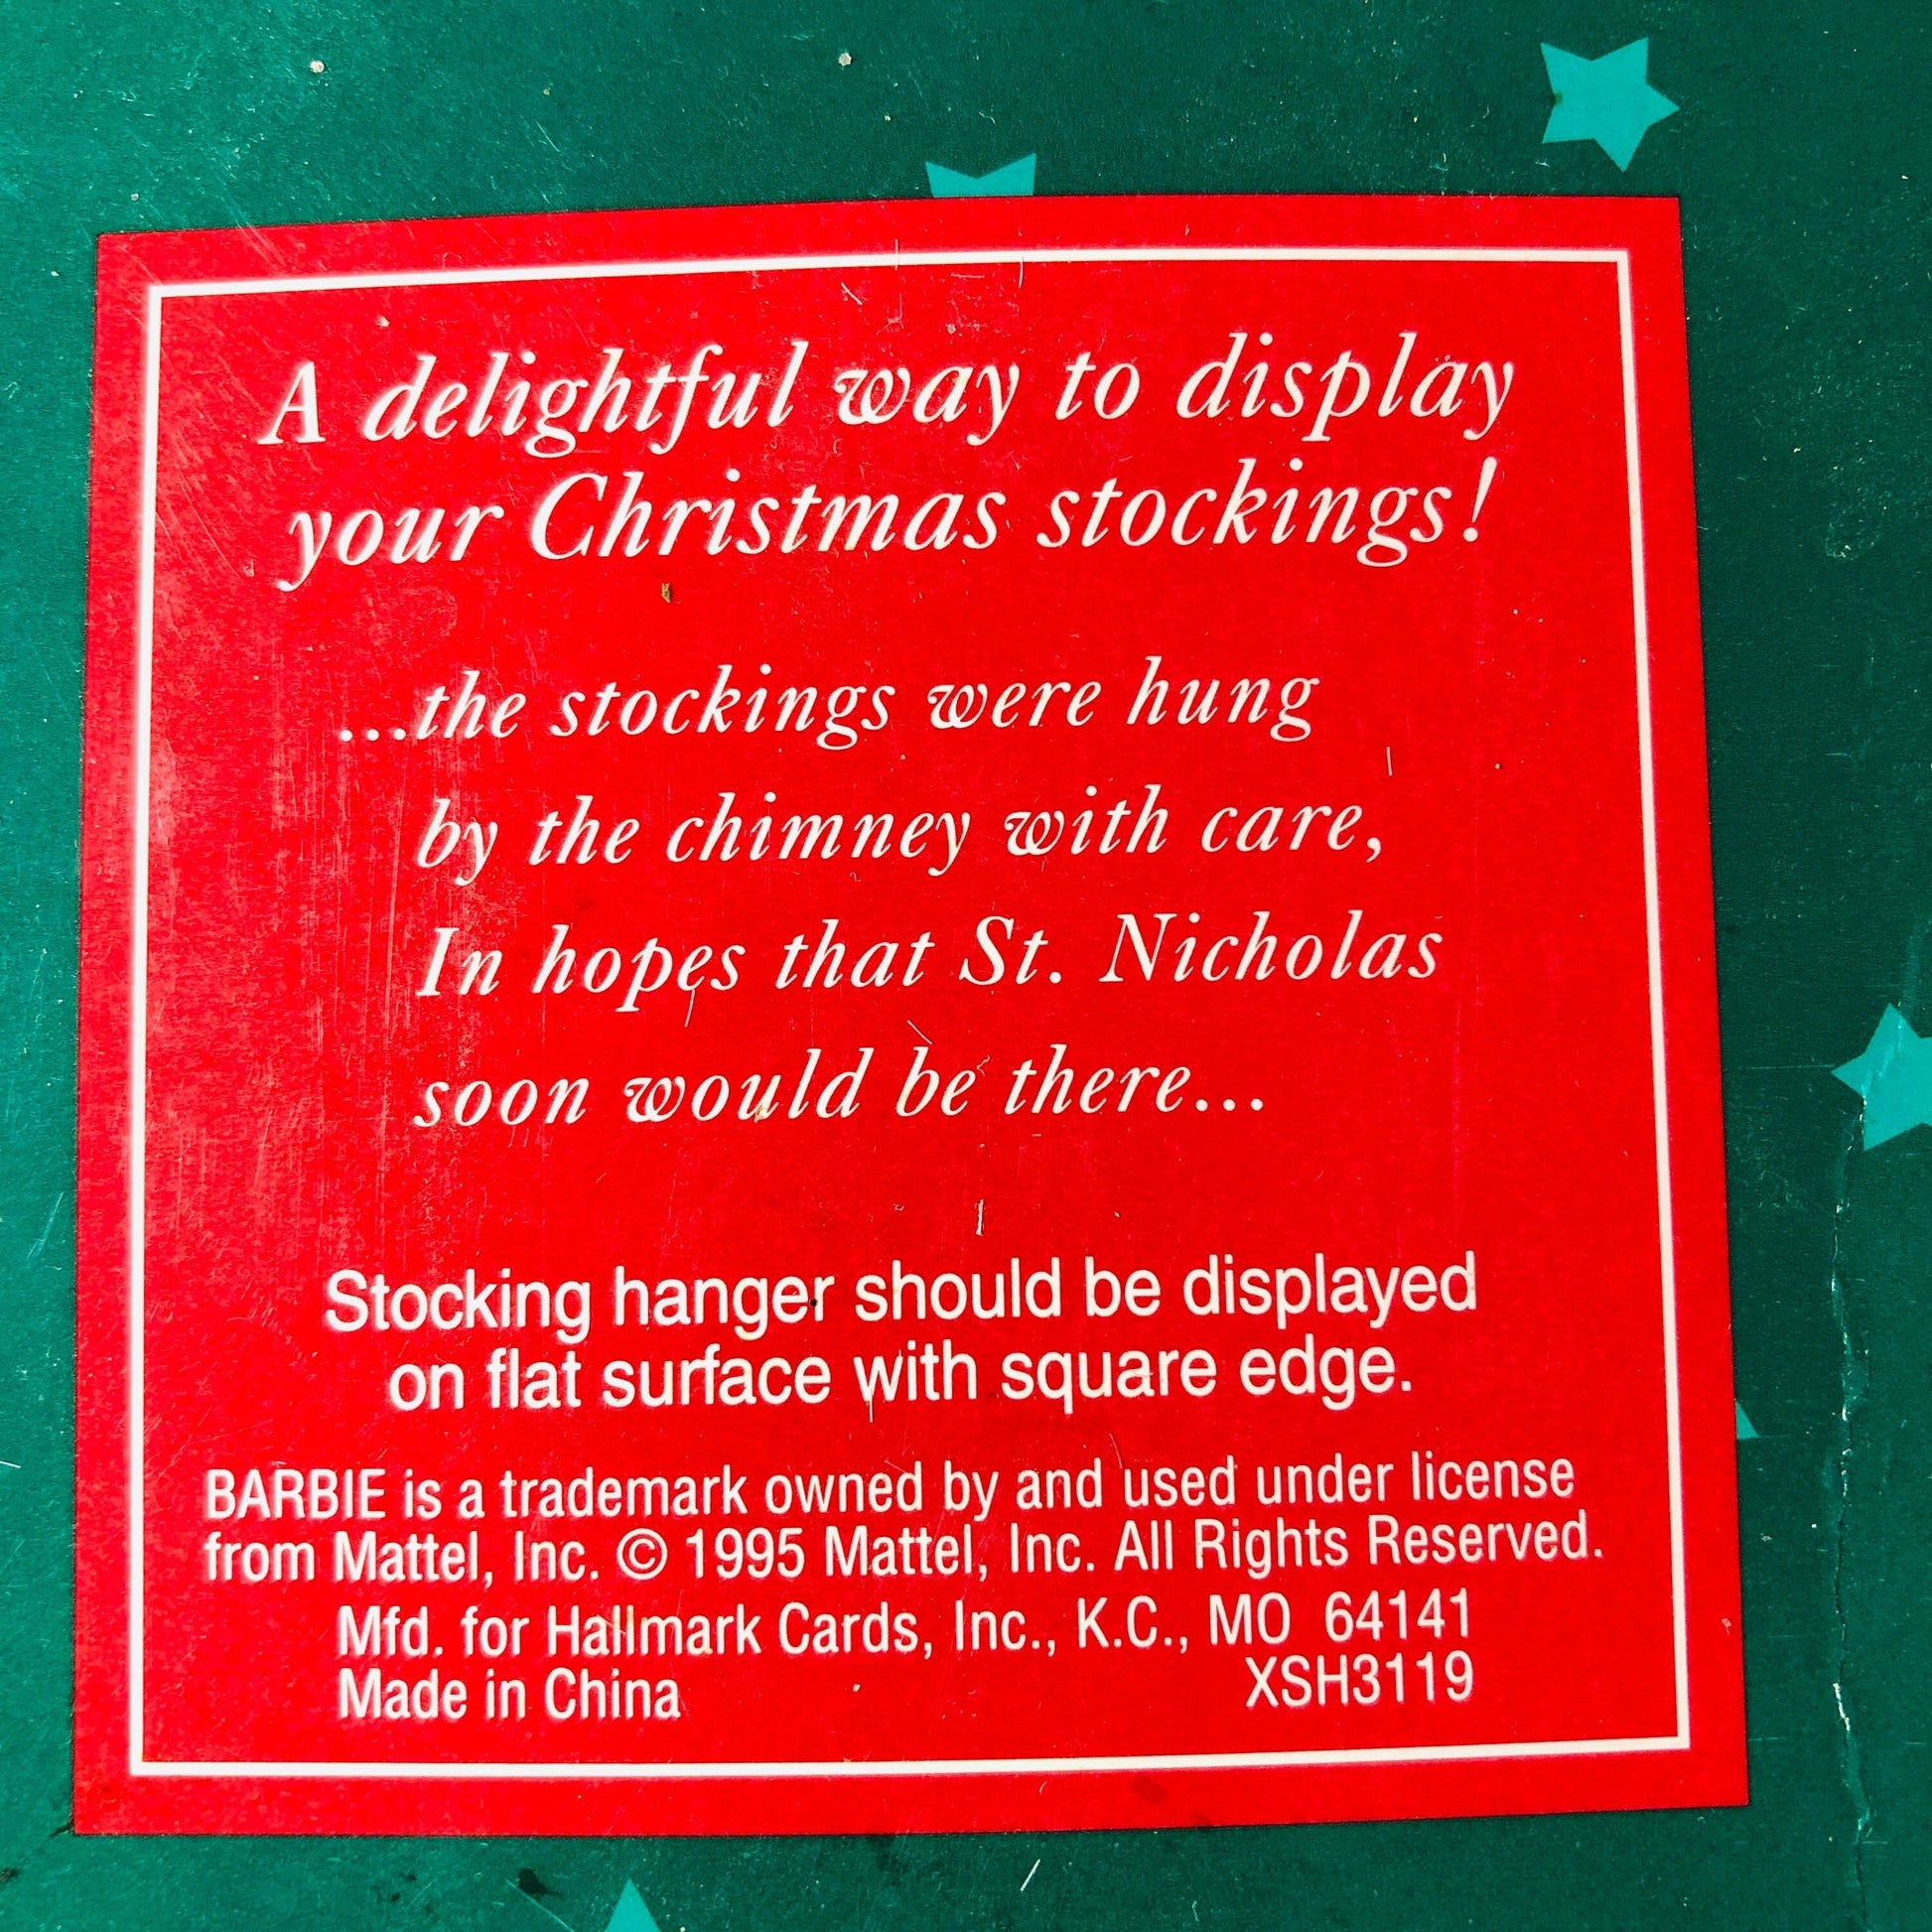 A delightful way to display
your Christmas stockings!
...the stockings were hung
by the chimney with care,
In hopes that St. Nicholas
soon would be there...
Stocking hanger should be displayed
on flat surface with square edge.
BARBIE is a trademark owned by and used under license
from Mattel, Inc. © 1995 Mattel, Inc. All Rights Reserved.
Mfd. for Hallmark Cards, Inc., K.C., MO 64141
Made in China XSH3119